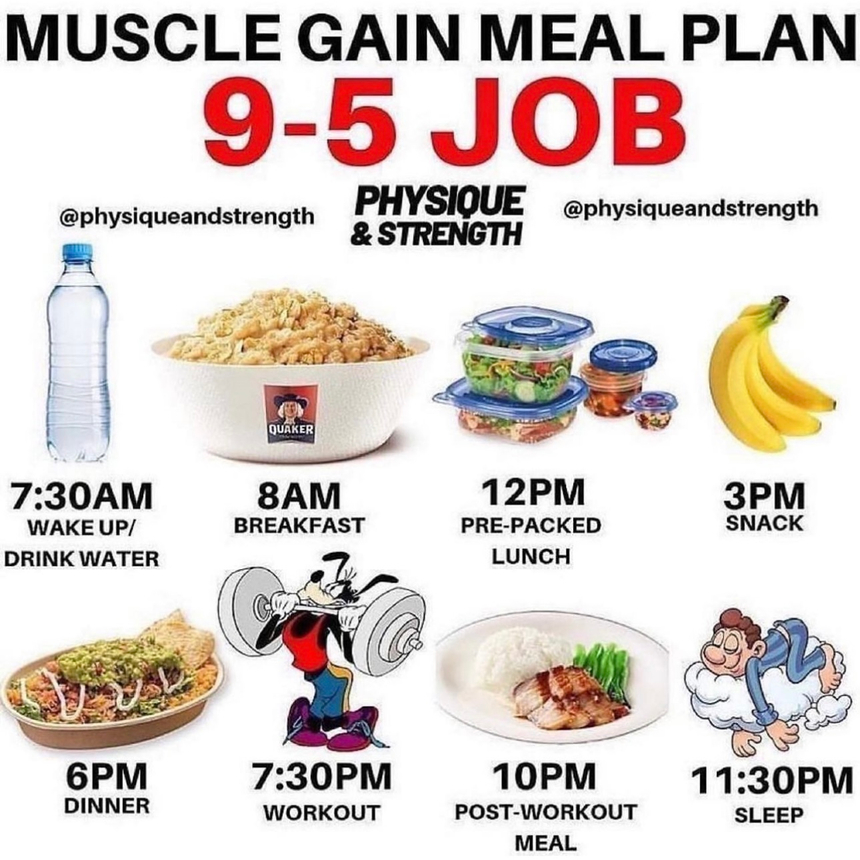 MUSCLE GAIN MEAL PLAN
9-5 JOB
@physiqueandstrength
PHYSIQUE
& STRENGTH
@physiqueandstrength
QUAKER
7:30AM
WAKE UP/
DRINK WATER
8AM
BREAKFAST
12PM
PRE-PACKED
LUNCH
3PM
SNACK
6PM
DINNER
7:30PM
WORKOUT
10PM
POST-WORKOUT
MEAL
11:30PM
SLEEP